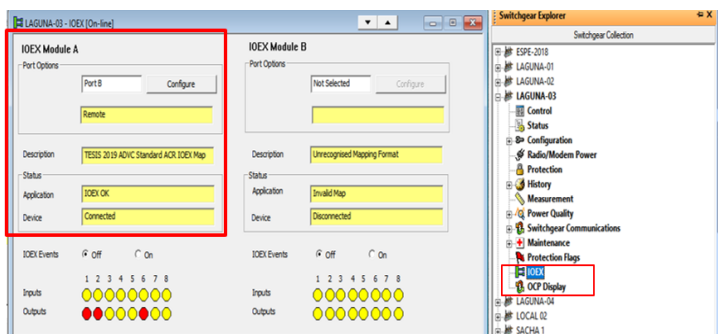 LAGUNA-03 - IOEX [On-line]
IOEX Module A
Port Options
Port B
Configure
Remote
Description
TESIS 2019 ADVC Standard ACR IOEX Map
Status
Application
IOEX OK
Device
Connected
IOEX Events
Off
On
1 2 3 4 5 6 7 8
Inputs
Outputs
IOEX Module B
Port Options
Not Selected
Configure
Description
Unrecognised Mapping Format
Status
Application
Invalid Map
Device
Disconnected
IOEX Events
Off
On
1 2 3 4 5 6 7 8
Inputs
Outputs
Switchgear Explorer
Switchgear Collection
ESPE-2018
LAGUNA-01
LAGUNA-02
LAGUNA-03
Control
Status
Configuration
Radio/Modem Power
Protection
History
Measurement
Power Quality
Switchgear Communications
Maintenance
Protection Flags
IOEX
OCP Display
LAGUNA-04
LOCAL 02
SACHA 1